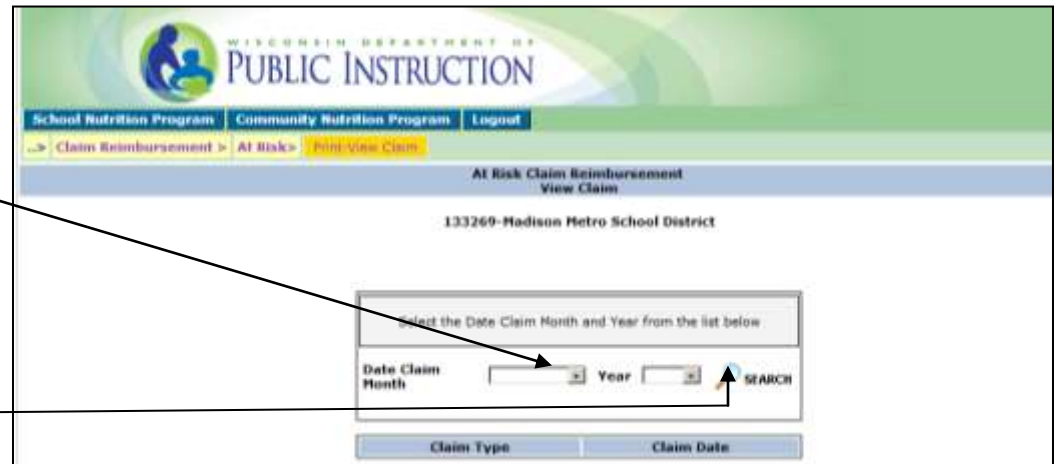 WISCONSIN DEPARTMENT OF
PUBLIC INSTRUCTION
School Nutrition Program Community Nutrition Program Logout
..> Claim Reimbursement > At Risk> Print-View Claim
At Risk Claim Reimbursement
View Claim
133269-Madison Metro School District
Select the Date Claim Month and Year from the list below
Date Claim Month Year SEARCH
Claim Type Claim Date